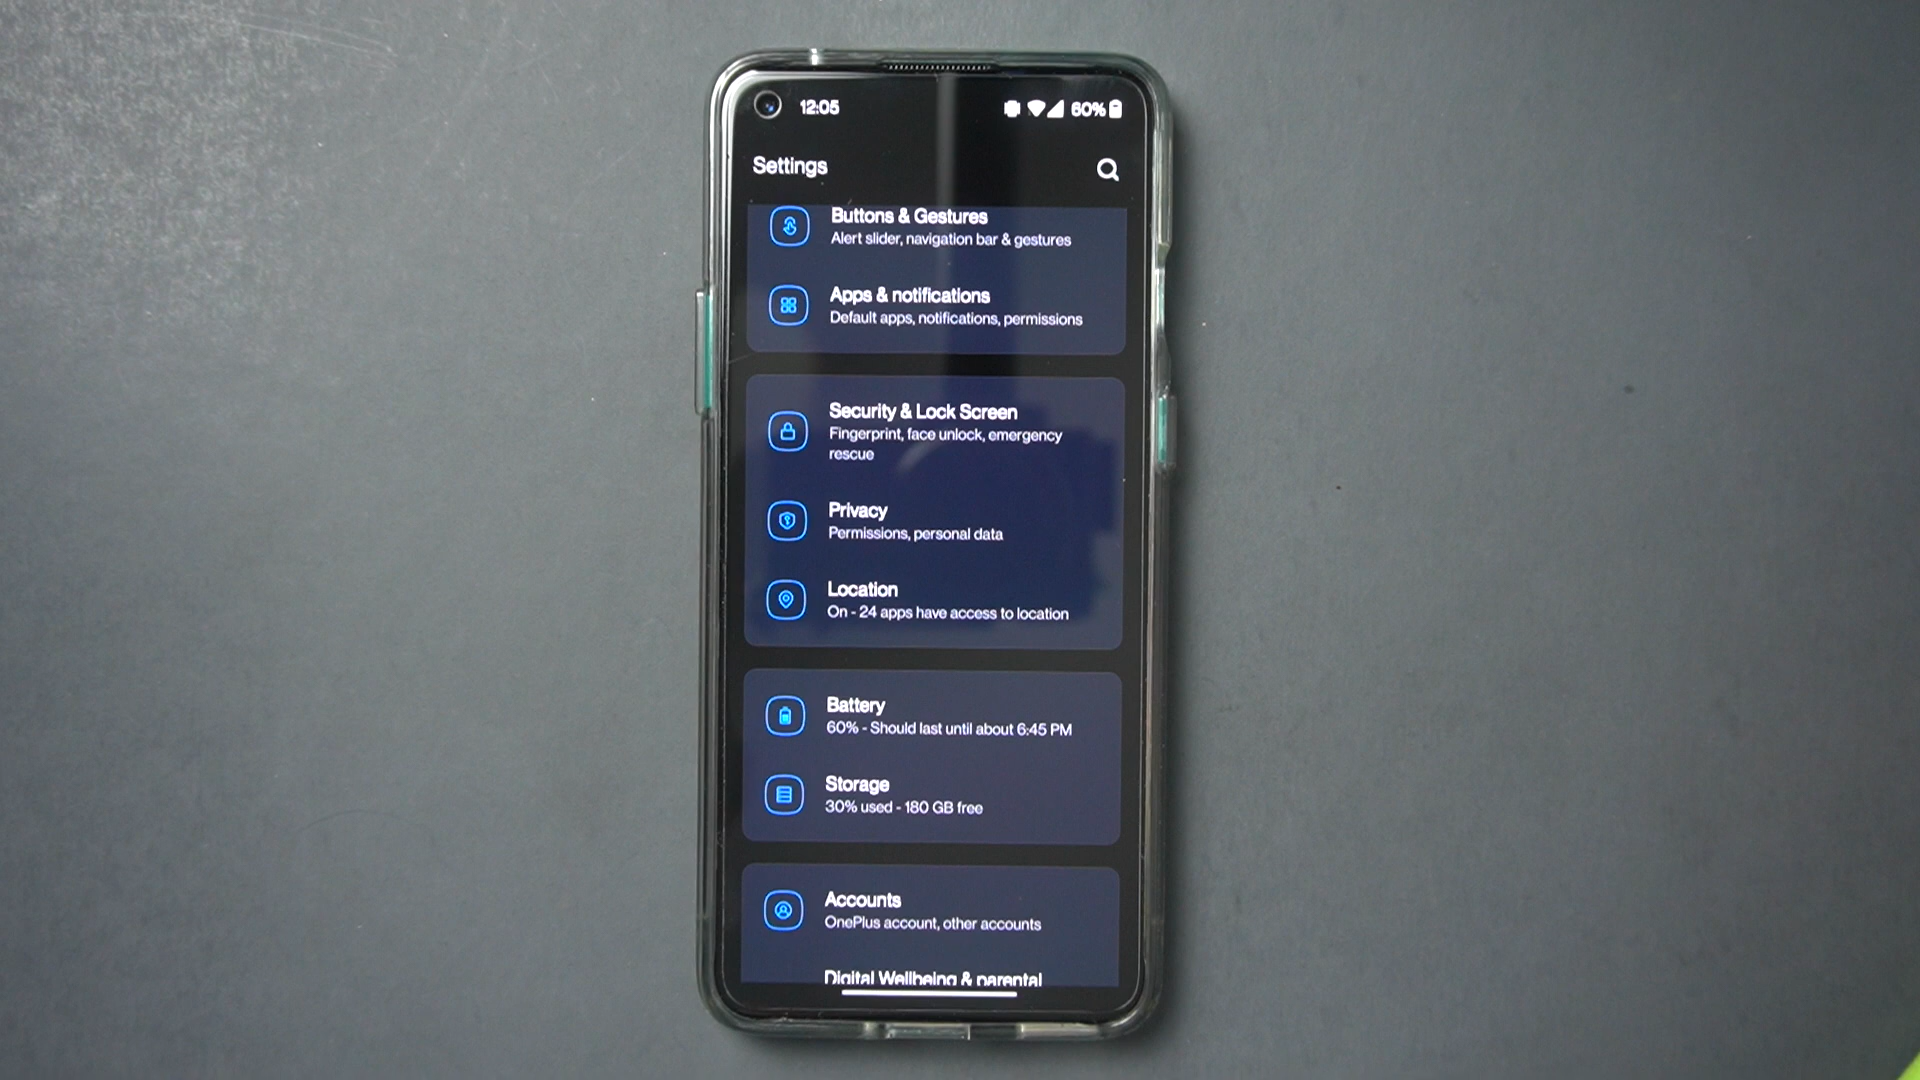 12:05 60%
Settings
Buttons & Gestures
Alert slider, navigation bar & gestures
Apps & notifications
Default apps, notifications, permissions
Security & Lock Screen
Fingerprint, face unlock, emergency
rescue
Privacy
Permissions, personal data
Location
On - 24 apps have access to location
Battery
60% - Should last until about 6:45 PM
Storage
30% used - 180 GB free
Accounts
OnePlus account, other accounts
Digital Wellbeing & parental